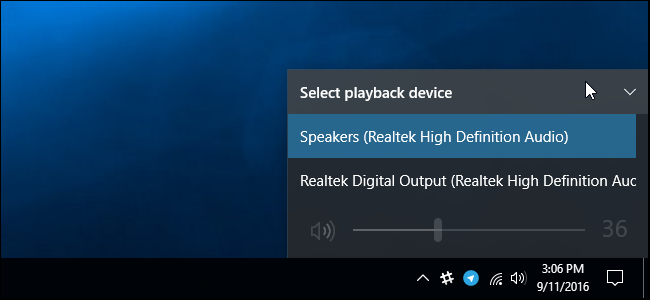 Select playback device
Speakers (Realtek High Definition Audio)
Realtek Digital Output (Realtek High Definition Aud
36
3:06 PM
9/11/2016